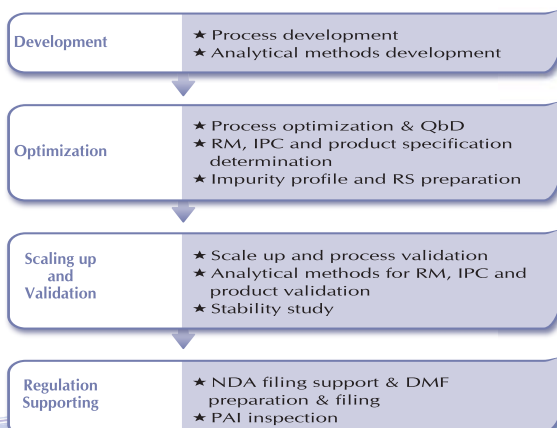 Development
★ Process development
★ Analytical methods development
Optimization
★ Process optimization & QbD
★ RM, IPC and product specification
determination
★ Impurity profile and RS preparation
Scaling up
and
Validation
★ Scale up and process validation
★ Analytical methods for RM, IPC and
product validation
★ Stability study
Regulation
Supporting
★ NDA filing support & DMF
preparation & filing
★ PAI inspection